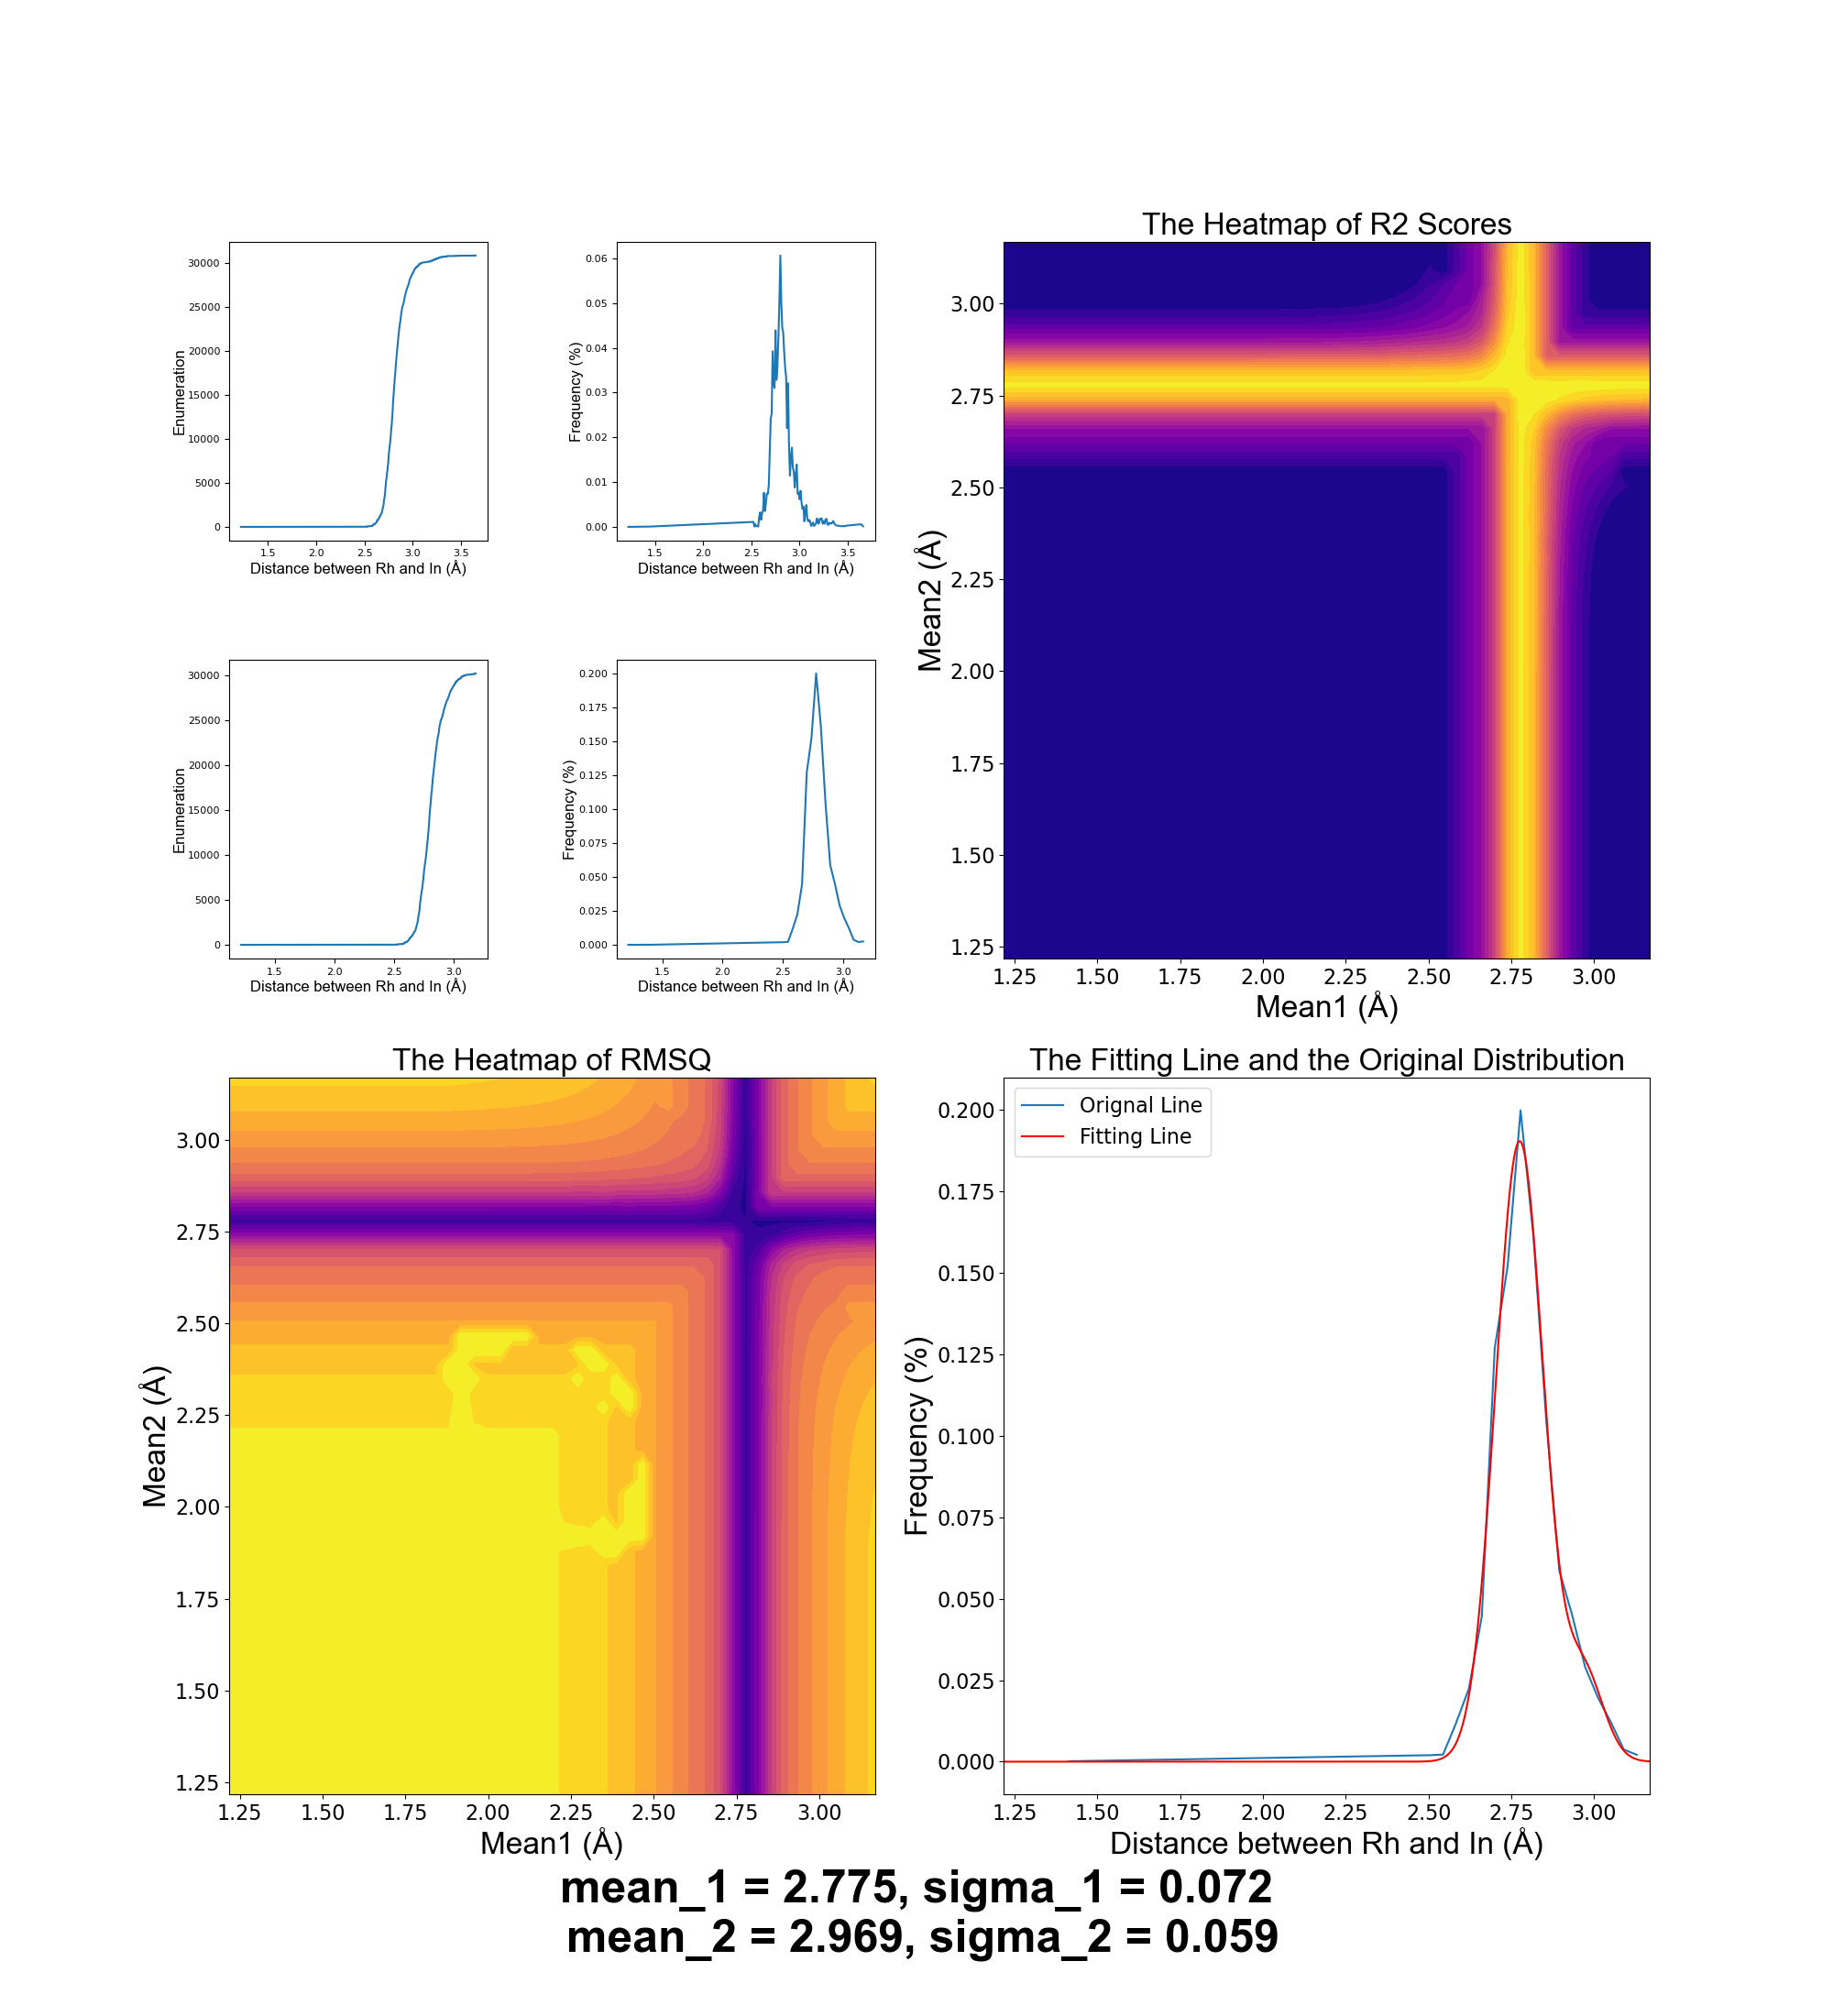 30000
25000
20000
15000
10000
5000
0
Enumeration
1.5 2.0 2.5 3.0 3.5
Distance between Rh and In (Å)
0.06
0.05
0.04
0.03
0.02
0.01
0.00
Frequency (%)
1.5 2.0 2.5 3.0 3.5
Distance between Rh and In (Å)
The Heatmap of R2 Scores
3.00
2.75
2.50
2.25
2.00
1.75
1.50
1.25
Mean2 (Å)
1.25 1.50 1.75 2.00 2.25 2.50 2.75 3.00
Mean1 (Å)
30000
25000
20000
15000
10000
5000
0
Enumeration
1.5 2.0 2.5 3.0
Distance between Rh and In (Å)
0.200
0.175
0.150
0.125
0.100
0.075
0.050
0.025
0.000
Frequency (%)
1.5 2.0 2.5 3.0
Distance between Rh and In (Å)
The Heatmap of RMSQ
3.00
2.75
2.50
2.25
2.00
1.75
1.50
1.25
Mean2 (Å)
1.25 1.50 1.75 2.00 2.25 2.50 2.75 3.00
Mean1 (Å)
The Fitting Line and the Original Distribution
Orignal Line
Fitting Line
0.200
0.175
0.150
0.125
0.100
0.075
0.050
0.025
0.000
Frequency (%)
1.25 1.50 1.75 2.00 2.25 2.50 2.75 3.00
Distance between Rh and In (Å)
mean_1 = 2.775, sigma_1 = 0.072
mean_2 = 2.969, sigma_2 = 0.059